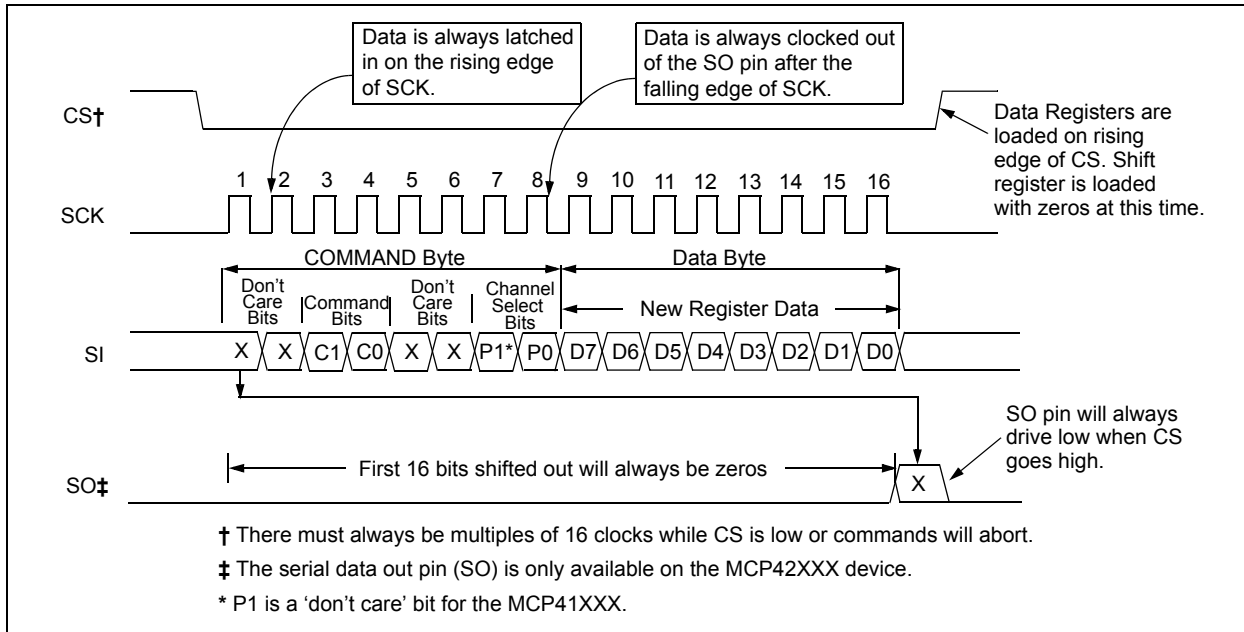 Data is always latched
in on the rising edge
of SCK.
Data is always clocked out
of the SO pin after the
falling edge of SCK.
CS†
Data Registers are
loaded on rising
edge of CS. Shift
register is loaded
with zeros at this time.
1 2 3 4 5 6 7 8 9 10 11 12 13 14 15 16
SCK
COMMAND Byte
Data Byte
Don't
Care
Bits
Command
Bits
Don't
Care
Bits
Channel
Select
Bits
New Register Data
SI
X X C1 C0 X X P1* P0 D7 D6 D5 D4 D3 D2 D1 D0
SO pin will always
drive low when CS
goes high.
First 16 bits shifted out will always be zeros
X
SO‡
† There must always be multiples of 16 clocks while CS is low or commands will abort.
‡ The serial data out pin (SO) is only available on the MCP42XXX device.
* P1 is a ‘don’t care’ bit for the MCP41XXX.